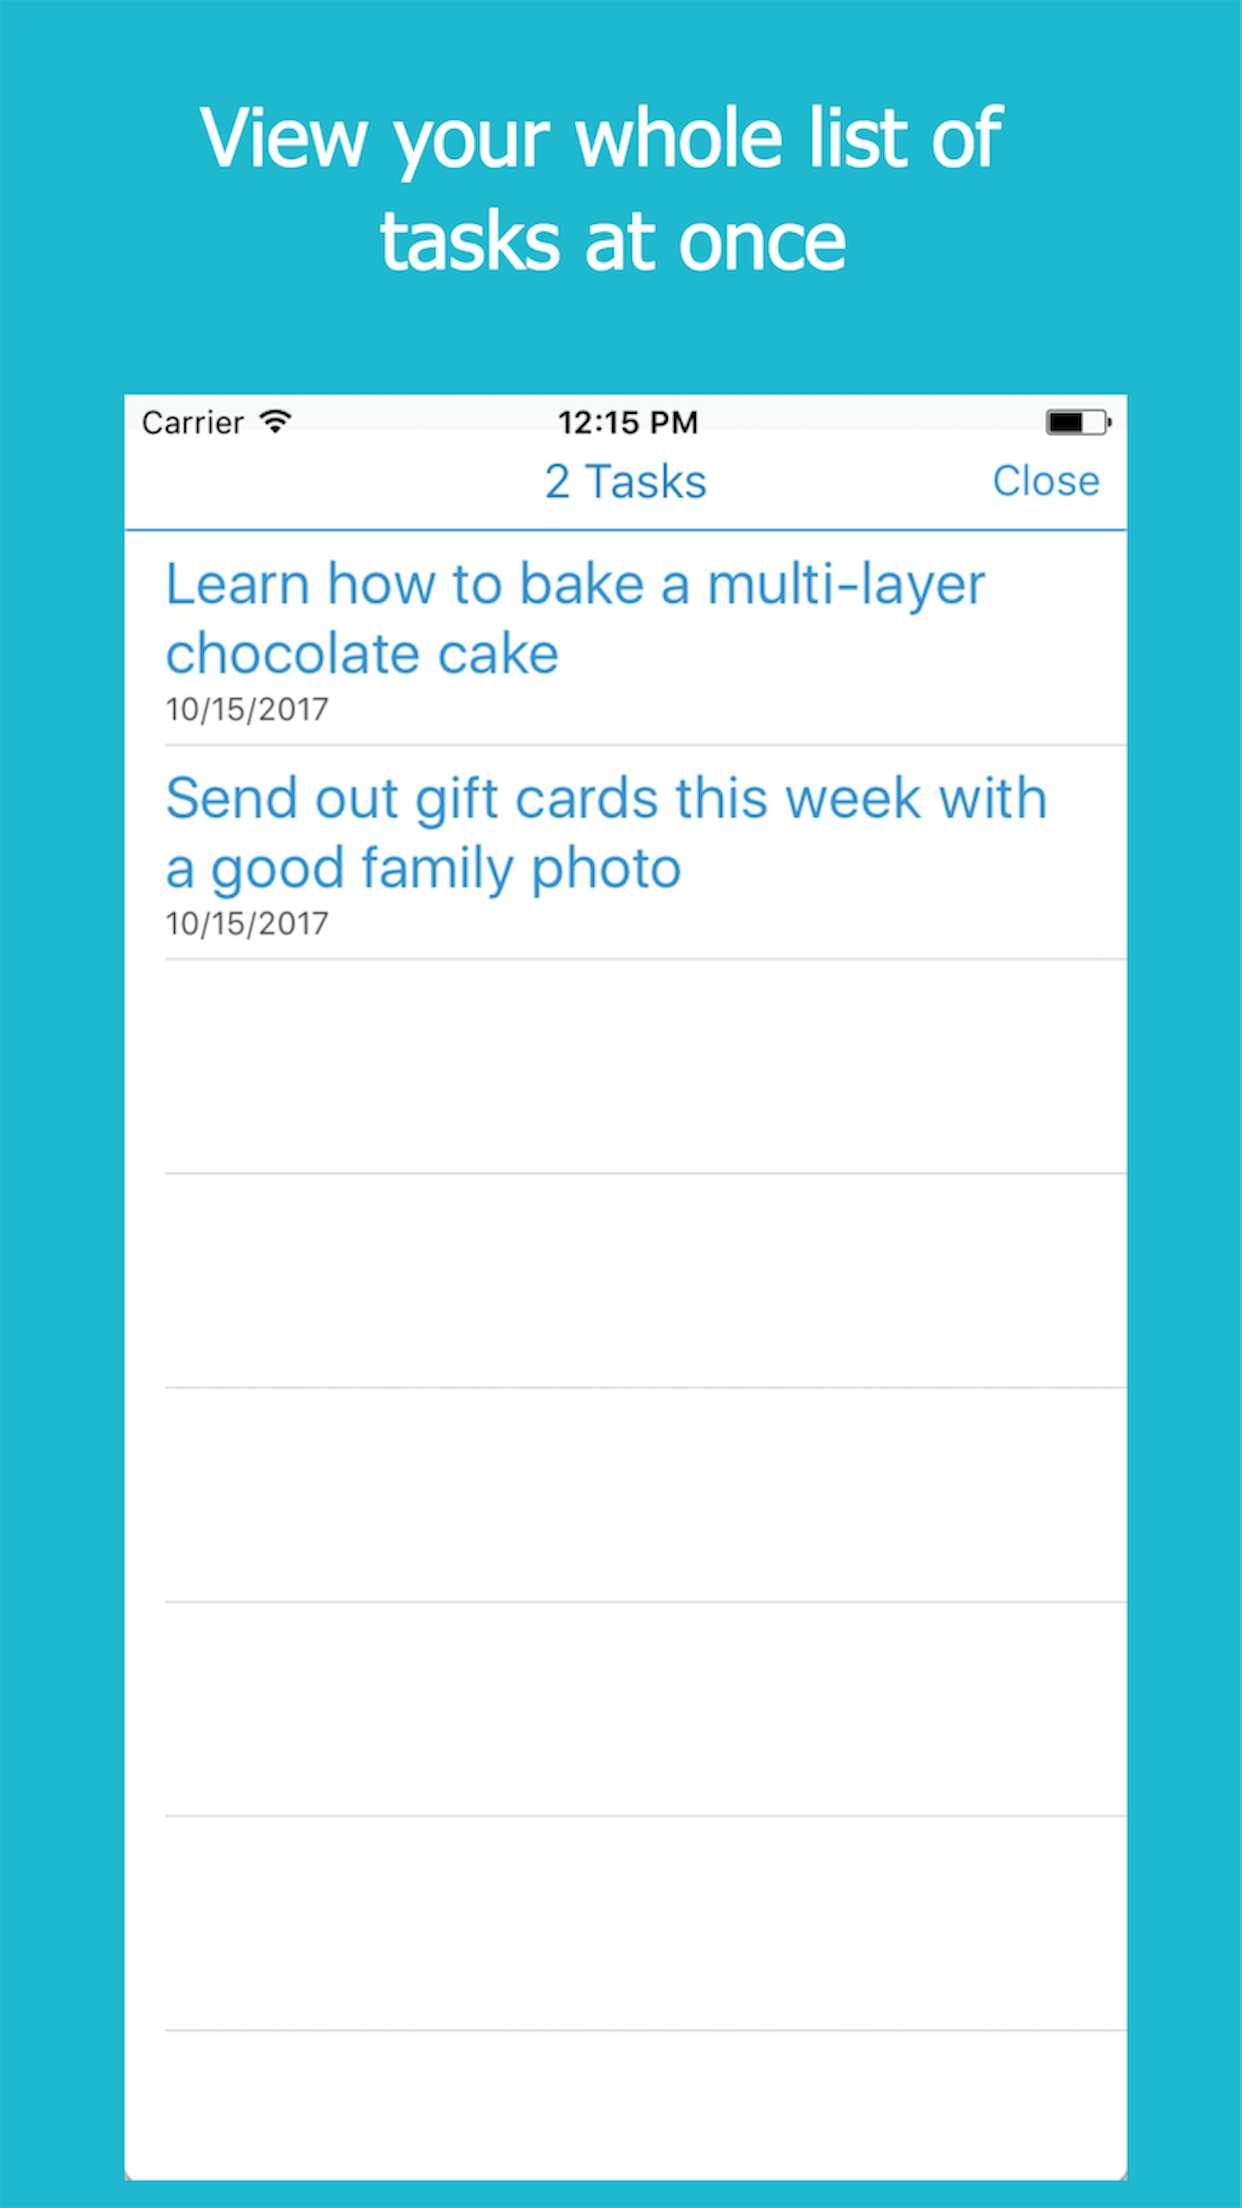 View your whole list of
tasks at once
Carrier 12:15 PM
2 Tasks Close
Learn how to bake a multi-layer
chocolate cake
10/15/2017
Send out gift cards this week with
a good family photo
10/15/2017